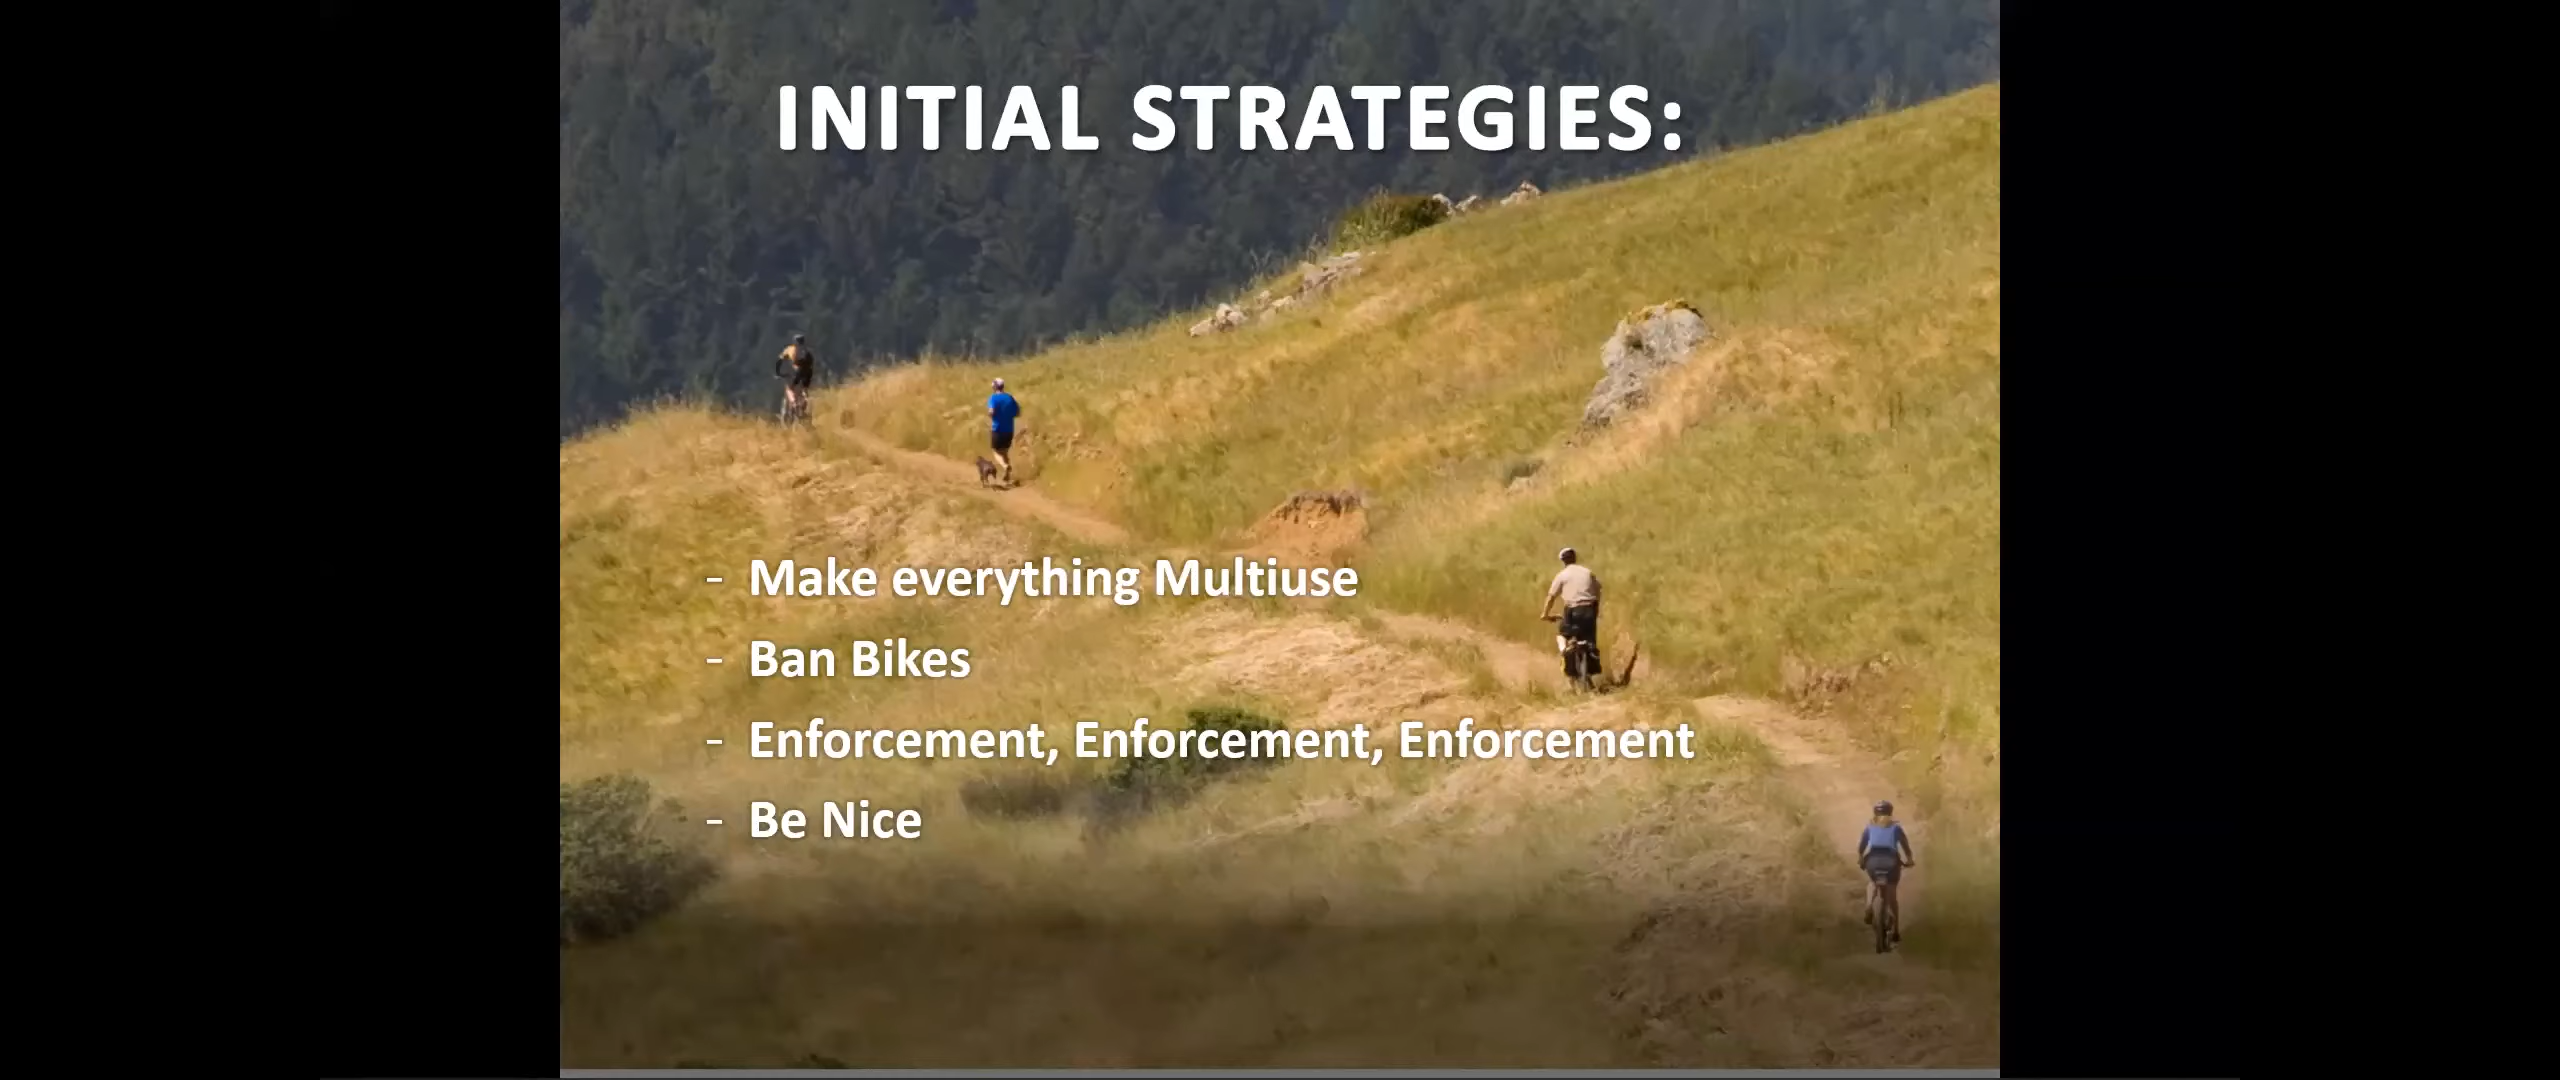 INITIAL STRATEGIES:
- Make everything Multiuse
- Ban Bikes
- Enforcement, Enforcement, Enforcement
- Be Nice